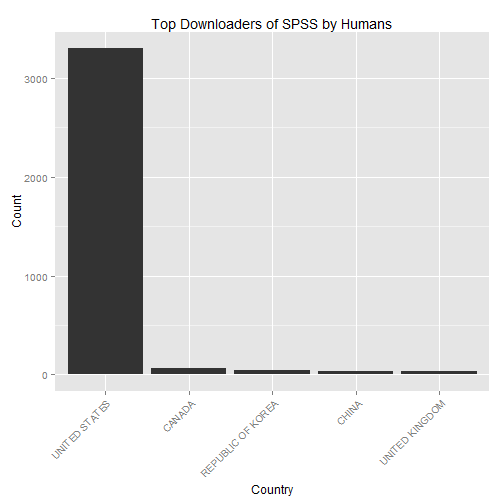 Top Downloaders of SPSS by Humans
3000
2000
1000
0
Count
UNITED STATES
CANADA
REPUBLIC OF KOREA
CHINA
UNITED KINGDOM
Country